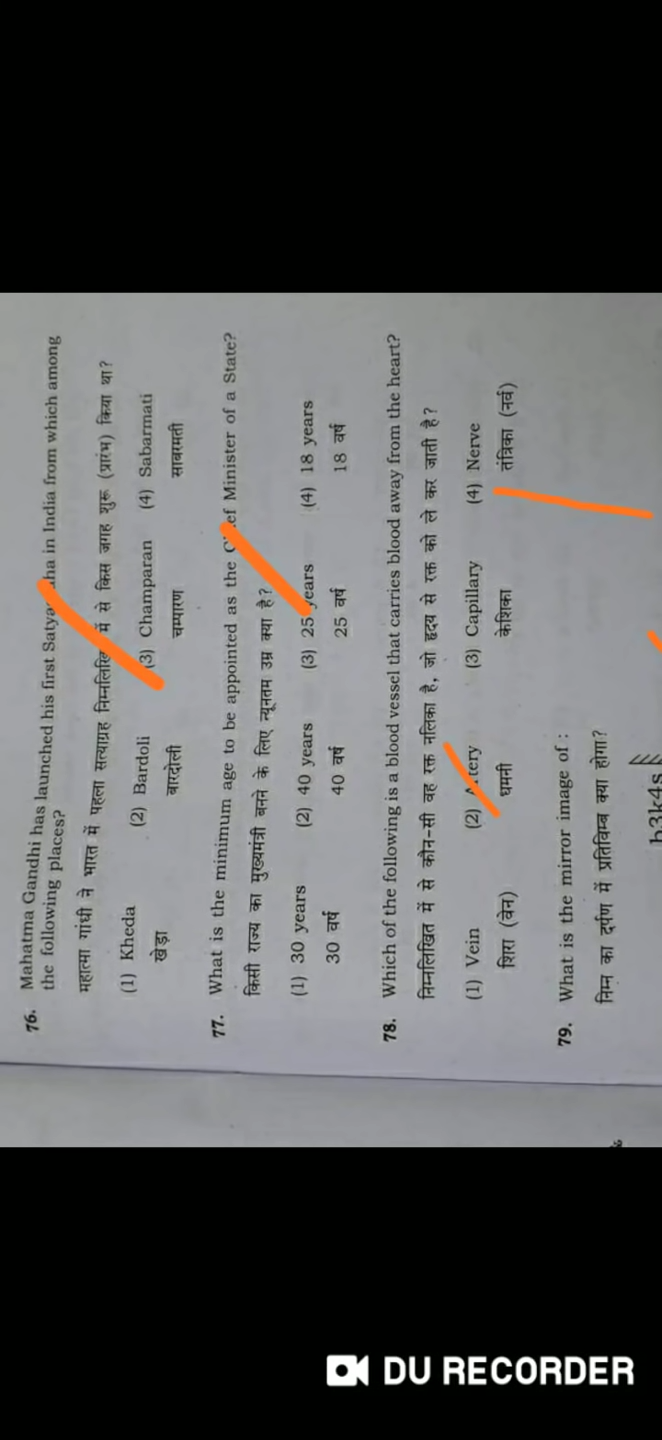 76. Mahatma Gandhi has launched his first in India from which among
the following places?
महात्मा गांधी ने भारत में पहला सत्याग्रह में से किस जगह शुरू (प्रारंभ) किया था?
(1) Kheda (2) Bardoli (3) Champaran (4) Sabarmati
खेड़ा बारदोली चम्पारण साबरमती
77. What is the minimum age to be appointed as the Minister of a State?
किसी राज्य का मुख्यमंत्री बनने के लिए न्यूनतम उम्र क्या है?
(1) 30 years (2) 40 years (3) 25 years (4) 18 years
30 वर्ष 40 वर्ष 25 वर्ष 18 वर्ष
78. Which of the following is a blood vessel that carries blood away from the heart?
निम्नलिखित में से कौन-सी वह रक्त नलिका है, जो हृदय से रक्त को ले कर जाती है?
(1) Vein (2) Artery (3) Capillary (4) Nerve
शिरा (वेन) धमनी केशिका तंत्रिका (नर्व)
79. What is the mirror image of :
निम्न का दर्पण में प्रतिविम्ब क्या होगा?
h3k4s
DU RECORDER